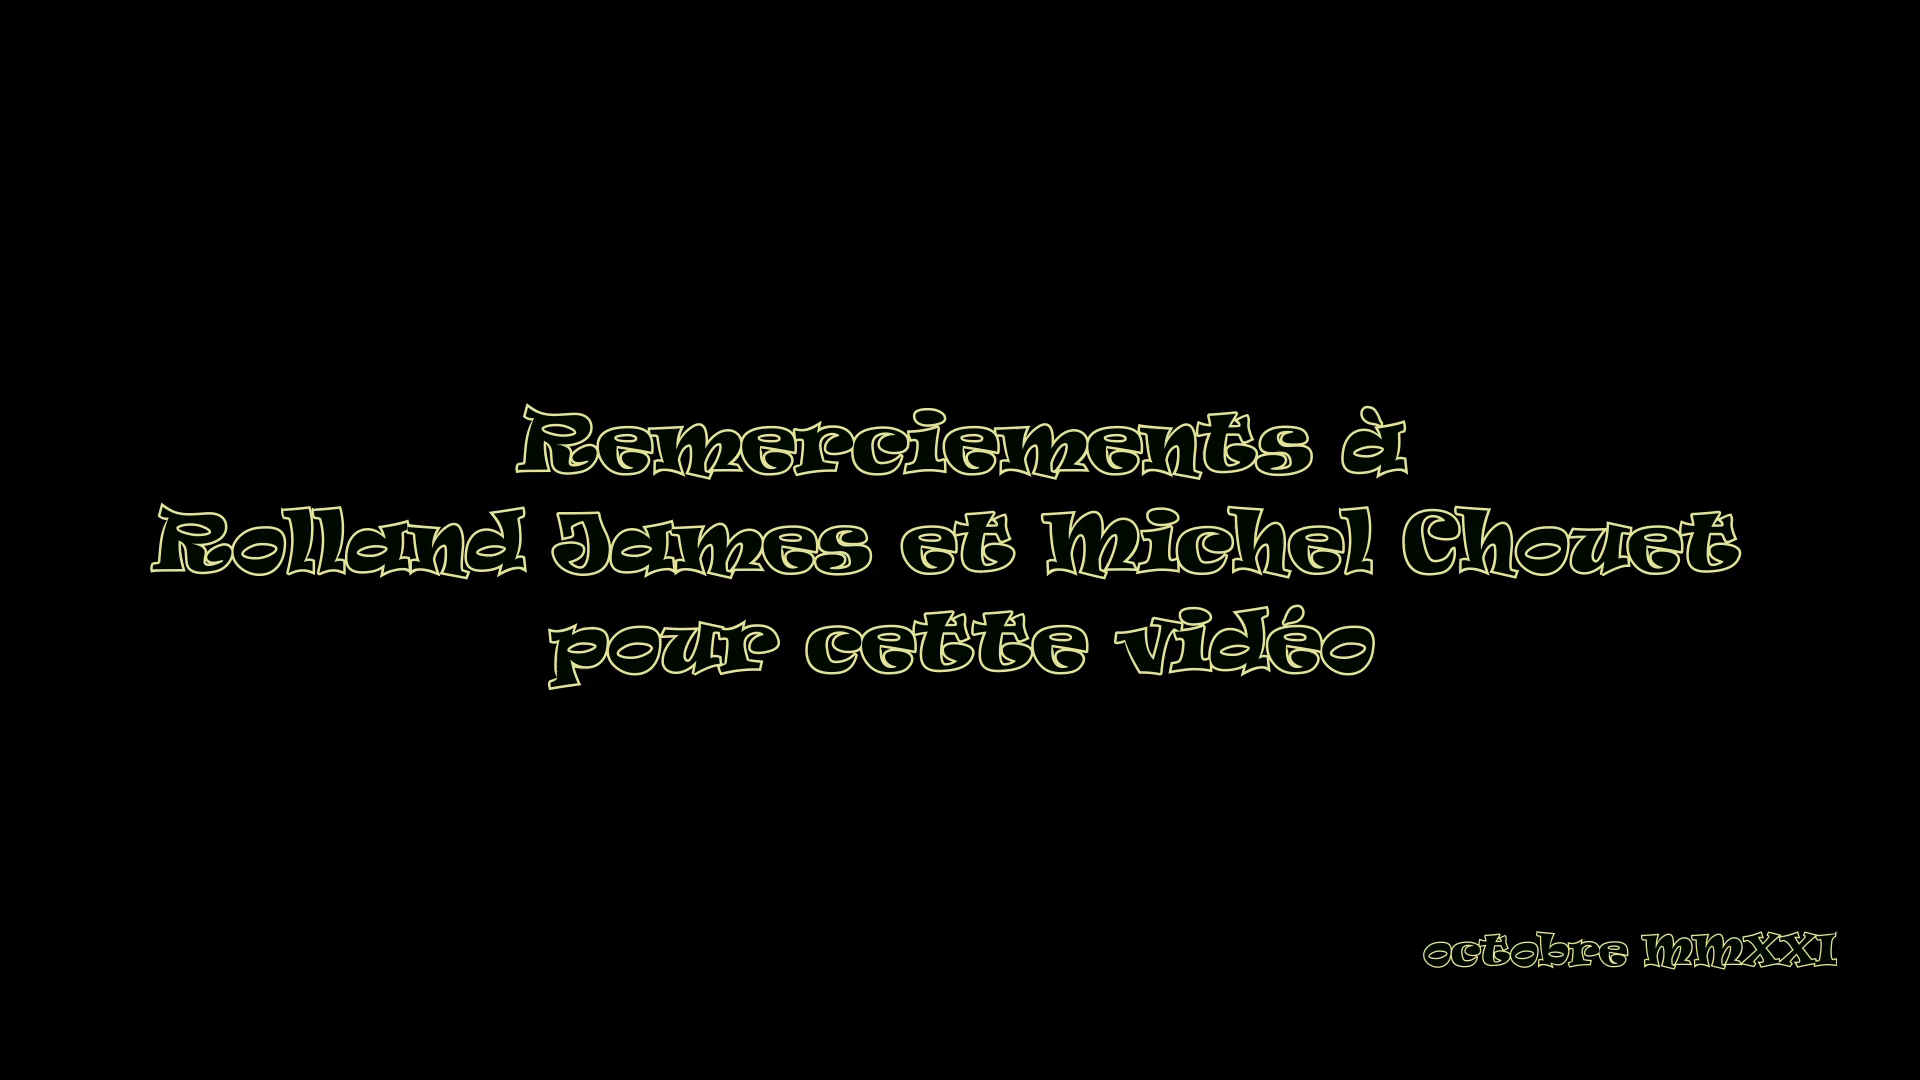 Remerciements à
Rolland James et Michel Chouet
pour cette vidéo
octobre MMXXI